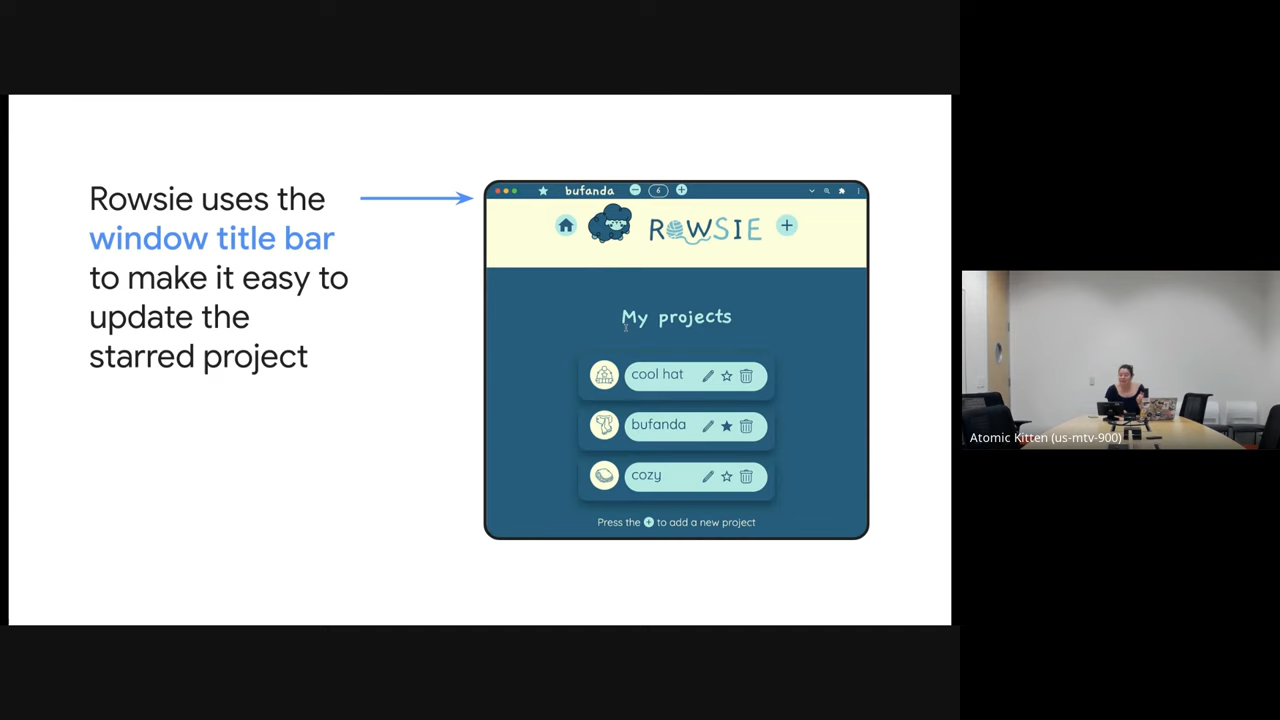 Rowsie uses the
window title bar
to make it easy to
update the
starred project
bufanda
6
ROWSIE
My projects
cool hat
bufanda
cozy
Press the + to add a new project
Atomic Kitten (us-mtv-900)